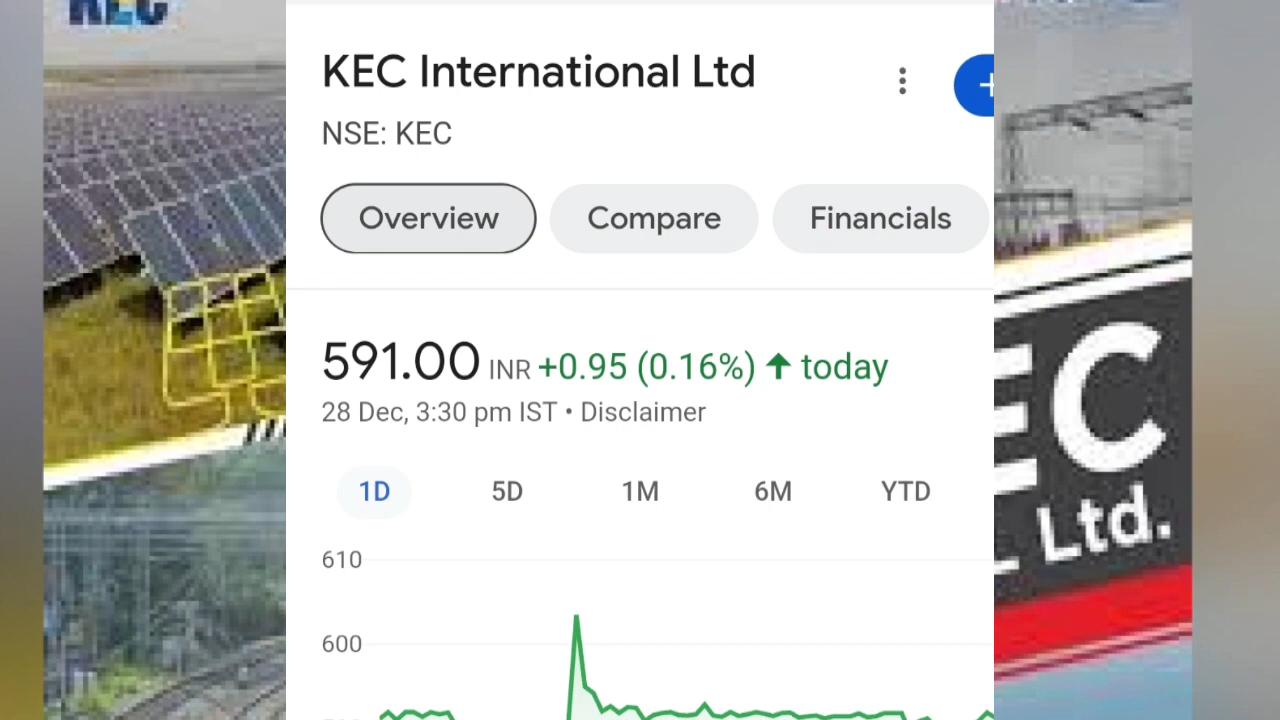 KEC
KEC International Ltd
NSE: KEC
Overview Compare Financials
591.00 INR +0.95 (0.16%) ↑ today
28 Dec, 3:30 pm IST • Disclaimer
1D 5D 1M 6M YTD
610
600
EC
Ltd.